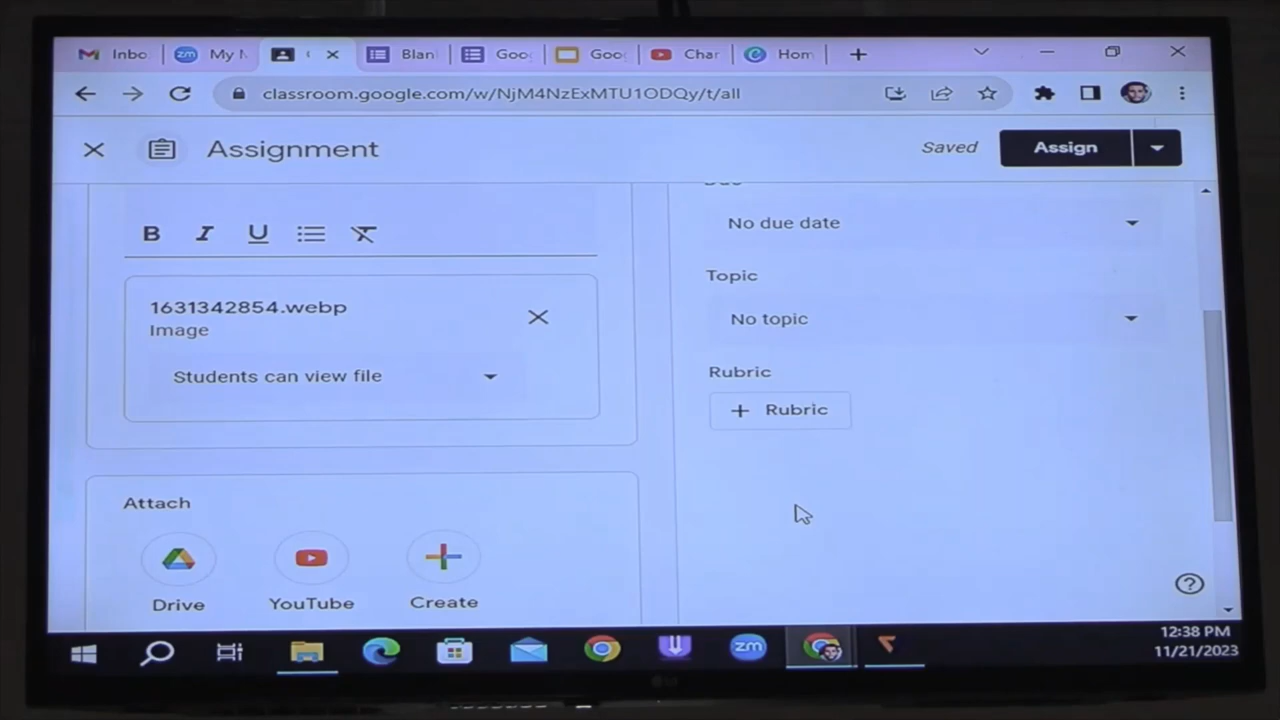 Inbo
My M
Blan
Goo
Goo
Char
Hom
classroom.google.com/w/NjM4NzExMTU1ODQy/t/all
Assignment
Saved
Assign
B I U
1631342854.webp
Image
Students can view file
Attach
Drive
YouTube
Create
No due date
Topic
No topic
Rubric
+ Rubric
zm
12:38 PM
11/21/2023
LG